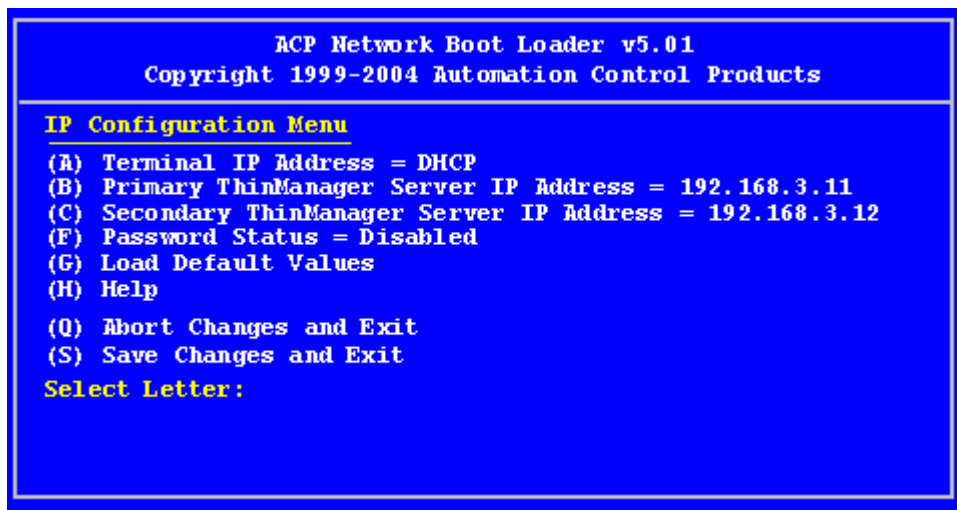 ACP Network Boot Loader v5.01
Copyright 1999-2004 Automation Control Products
IP Configuration Menu
(A) Terminal IP Address = DHCP
(B) Primary ThinManager Server IP Address = 192.168.3.11
(C) Secondary ThinManager Server IP Address = 192.168.3.12
(F) Password Status = Disabled
(G) Load Default Values
(H) Help
(Q) Abort Changes and Exit
(S) Save Changes and Exit
Select Letter: